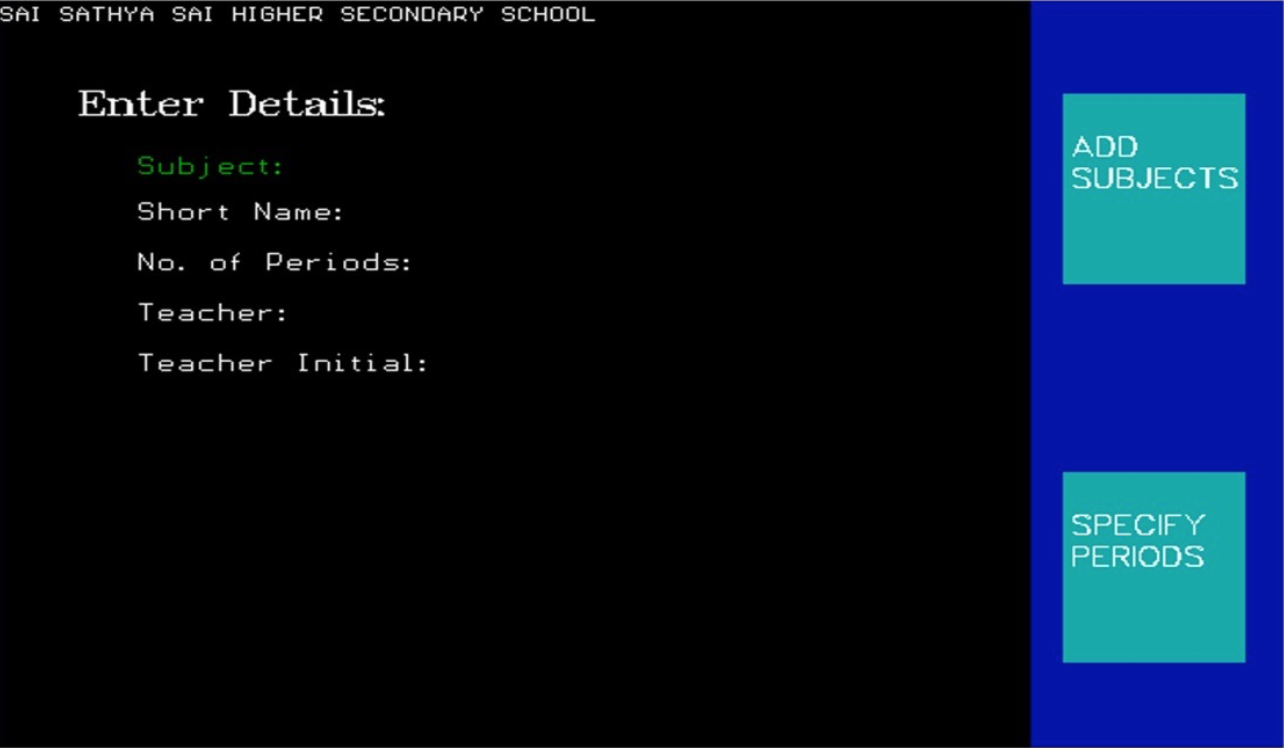 SAI SATHYA SAI HIGHER SECONDARY SCHOOL
Enter Details:
Subject:
Short Name:
No. of Periods:
Teacher:
Teacher Initial:
ADD
SUBJECTS
SPECIFY
PERIODS